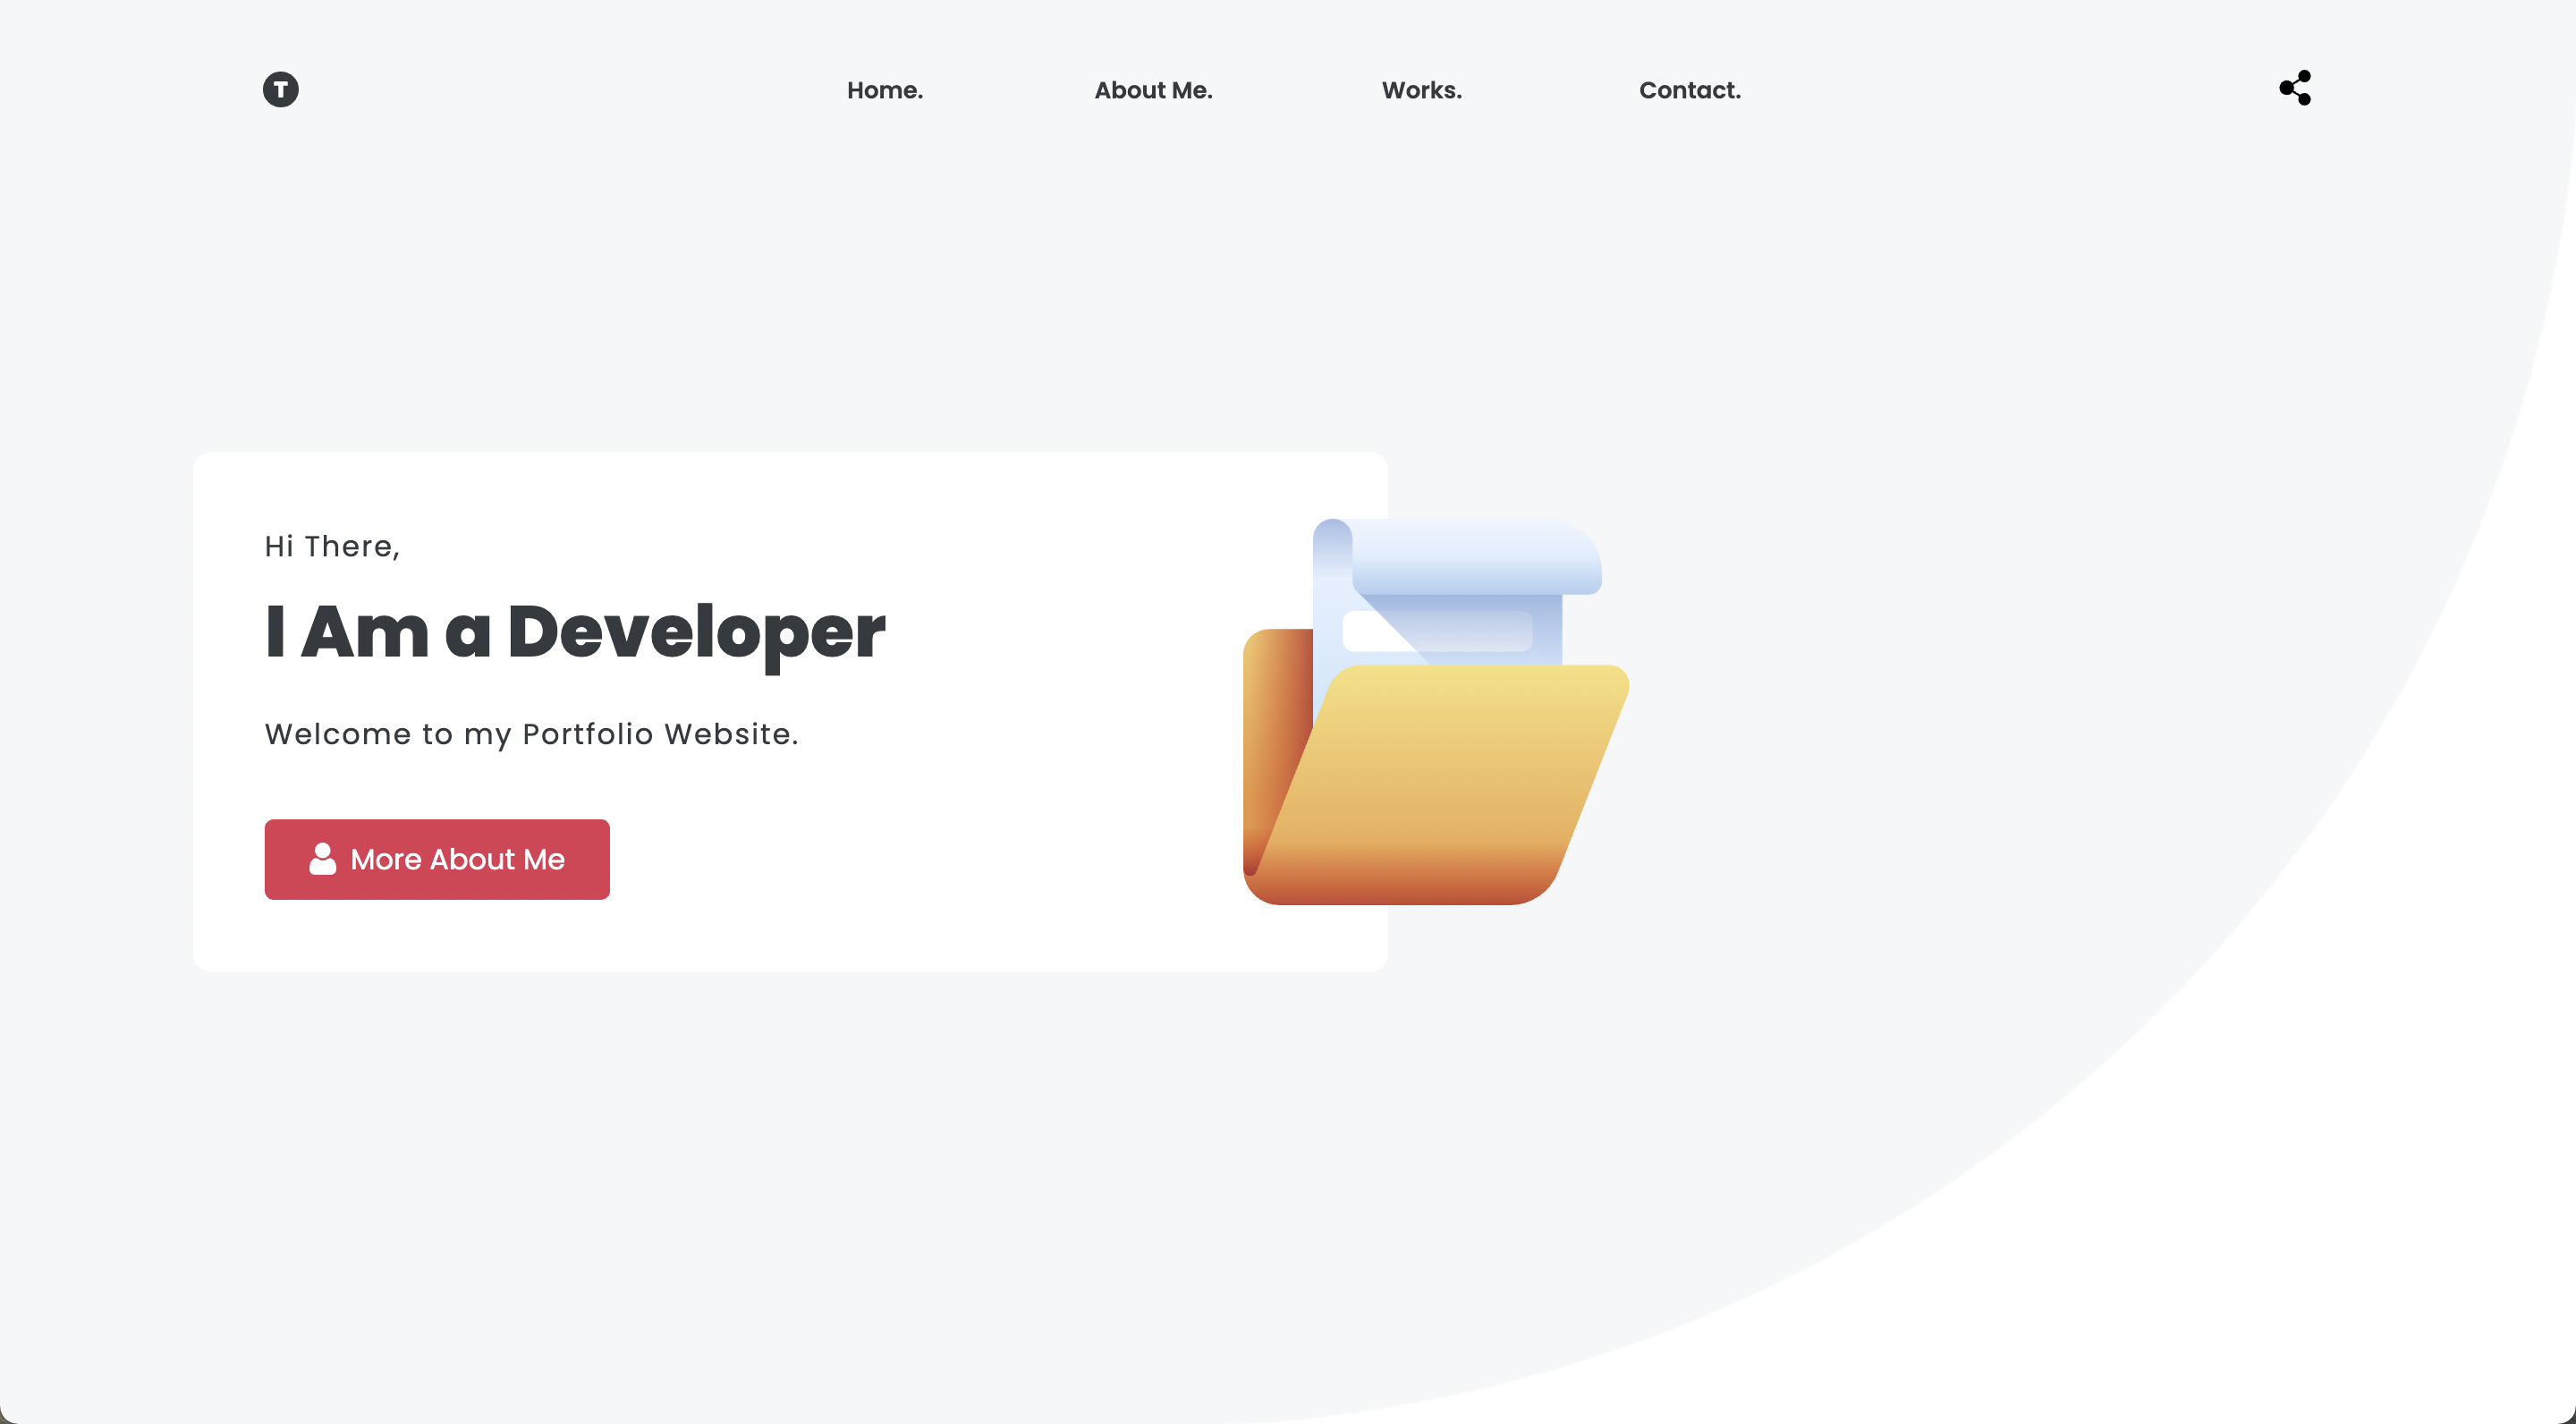 T
Home.
About Me.
Works.
Contact.
Hi There,
I Am a Developer
Welcome to my Portfolio Website.
More About Me